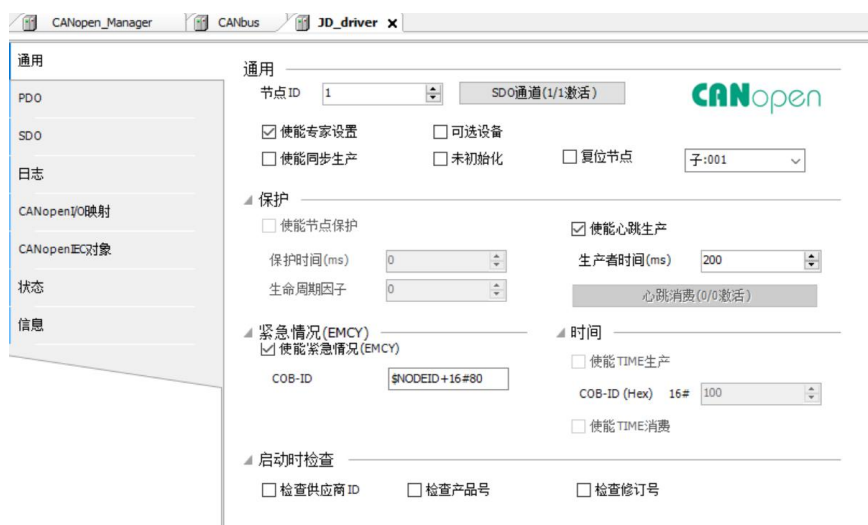 CANopen_Manager CANbus JD_driver x
通用
PDO
SDO
日志
CANopenI/O映射
CANopenIEC对象
状态
信息
通用
节点ID 1 SDO通道(1/1激活) CANopen
使能专家设置 可选设备
使能同步生产 未初始化 复位节点 子:001
保护
使能节点保护 使能心跳生产
保护时间(ms) 0 生产者时间(ms) 200
生命周期因子 0 心跳消费(0/0激活)
紧急情况(EMCY) 时间
使能紧急情况(EMCY) 使能TIME生产
COB-ID $NODEID+16#80 COB-ID (Hex) 16# 100
使能TIME消费
启动时检查
检查供应商ID 检查产品号 检查修订号